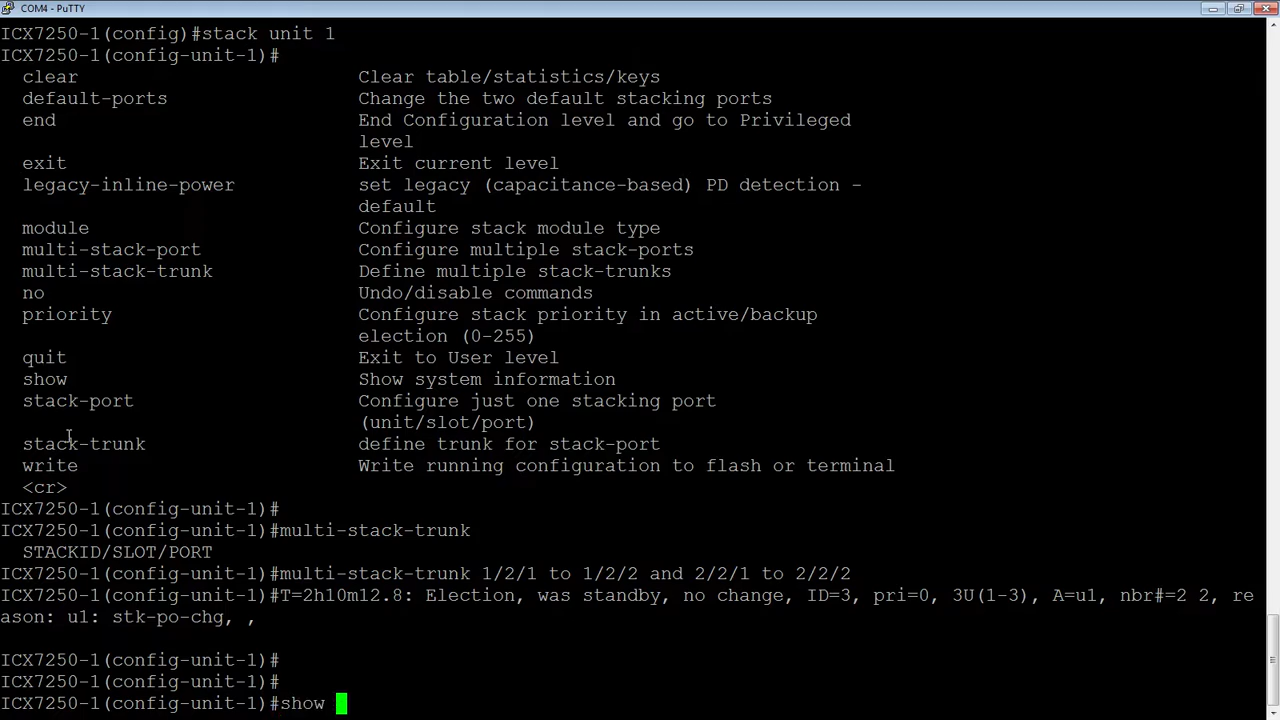 COM4 - PuTTY
ICX7250-1(config)#stack unit 1
ICX7250-1(config-unit-1)#
clear Clear table/statistics/keys
default-ports Change the two default stacking ports
end End Configuration level and go to Privileged
level
exit Exit current level
legacy-inline-power set legacy (capacitance-based) PD detection -
default
module Configure stack module type
multi-stack-port Configure multiple stack-ports
multi-stack-trunk Define multiple stack-trunks
no Undo/disable commands
priority Configure stack priority in active/backup
election (0-255)
quit Exit to User level
show Show system information
stack-port Configure just one stacking port
(unit/slot/port)
stack-trunk define trunk for stack-port
write Write running configuration to flash or terminal
<cr>
ICX7250-1(config-unit-1)#
ICX7250-1(config-unit-1)#multi-stack-trunk
STACKID/SLOT/PORT
ICX7250-1(config-unit-1)#multi-stack-trunk 1/2/1 to 1/2/2 and 2/2/1 to 2/2/2
ICX7250-1(config-unit-1)#T=2h10m12.8: Election, was standby, no change, ID=3, pri=0, 3U(1-3), A=u1, nbr#=2 2, re
ason: u1: stk-po-chg, ,
ICX7250-1(config-unit-1)#
ICX7250-1(config-unit-1)#
ICX7250-1(config-unit-1)#show